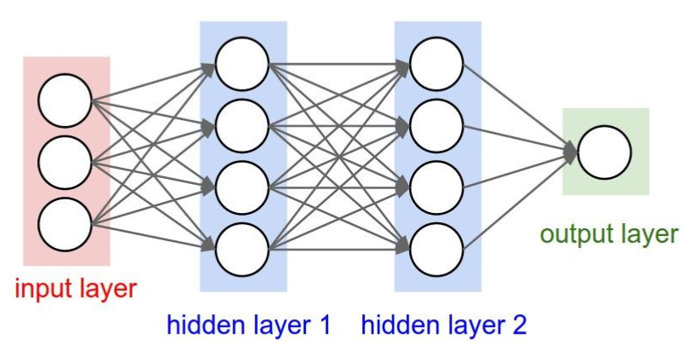 input layer
hidden layer 1
hidden layer 2
output layer